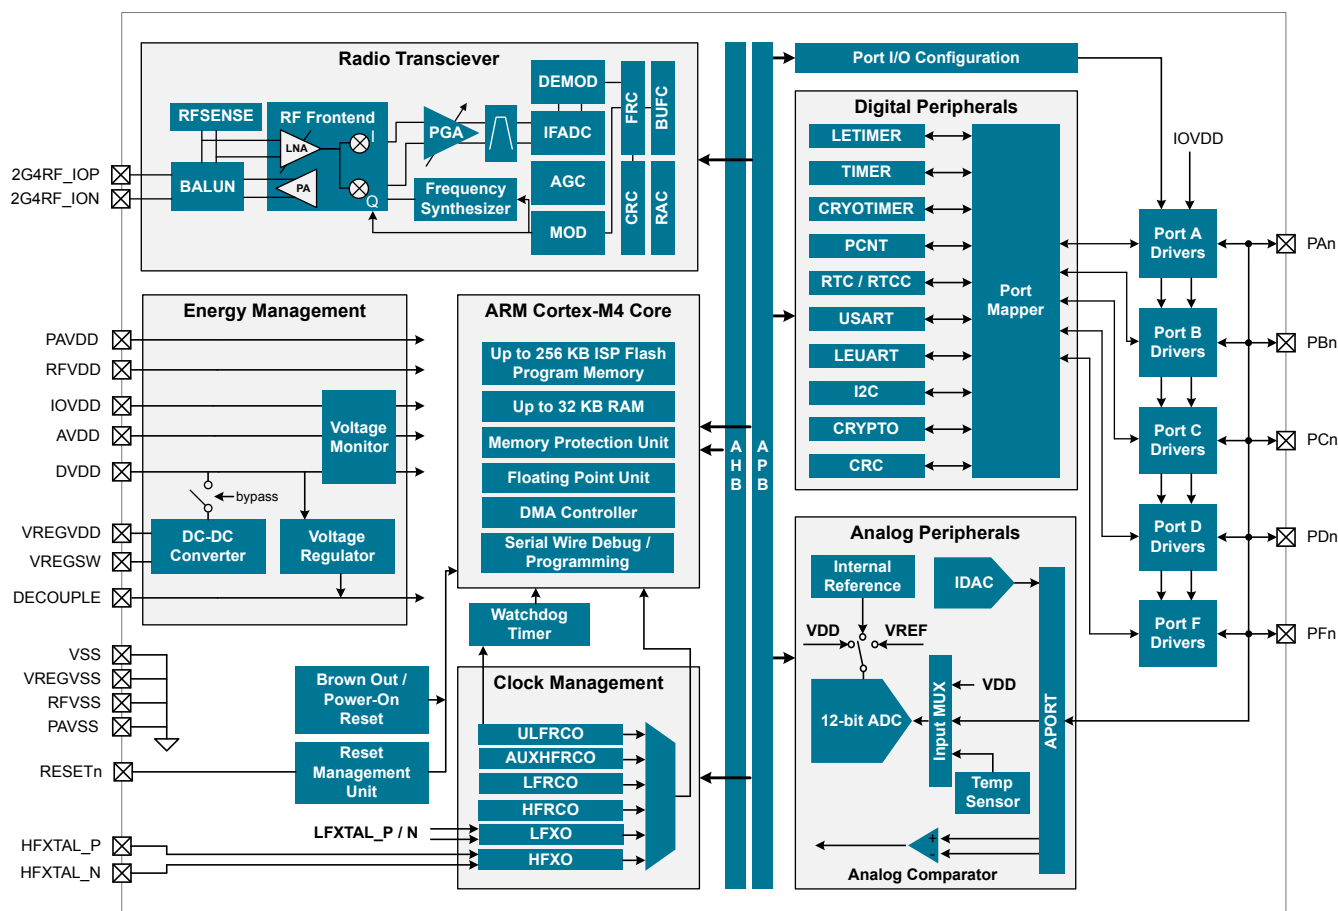 Radio Transciever
RFSENSE
RF Frontend
LNA
I
PA
Q
BALUN
PGA
Frequency
Synthesizer
DEMOD
IFADC
AGC
MOD
FRC
BUFC
CRC
RAC
2G4RF_IOP
2G4RF_ION
Energy Management
PAVDD
RFVDD
IOVDD
AVDD
DVDD
VREGVDD
VREGSW
DECOUPLE
Voltage
Monitor
bypass
DC-DC
Converter
Voltage
Regulator
VSS
VREGVSS
RFVSS
PAVSS
RESETn
HFXTAL_P
HFXTAL_N
ARM Cortex-M4 Core
Up to 256 KB ISP Flash
Program Memory
Up to 32 KB RAM
Memory Protection Unit
Floating Point Unit
DMA Controller
Serial Wire Debug /
Programming
Watchdog
Timer
Brown Out /
Power-On
Reset
Reset
Management
Unit
Clock Management
ULFRCO
AUXHFRCO
LFRCO
HFRCO
LFXO
HFXO
LFXTAL_P / N
A
H
B
A
P
B
Port I/O Configuration
Digital Peripherals
LETIMER
TIMER
CRYOTIMER
PCNT
RTC / RTCC
USART
LEUART
I2C
CRYPTO
CRC
Port
Mapper
Analog Peripherals
Internal
Reference
IDAC
VDD
VREF
12-bit ADC
Input MUX
VDD
Temp
Sensor
APORT
+
-
Analog Comparator
IOVDD
Port A
Drivers
Port B
Drivers
Port C
Drivers
Port D
Drivers
Port F
Drivers
PAn
PBn
PCn
PDn
PFn